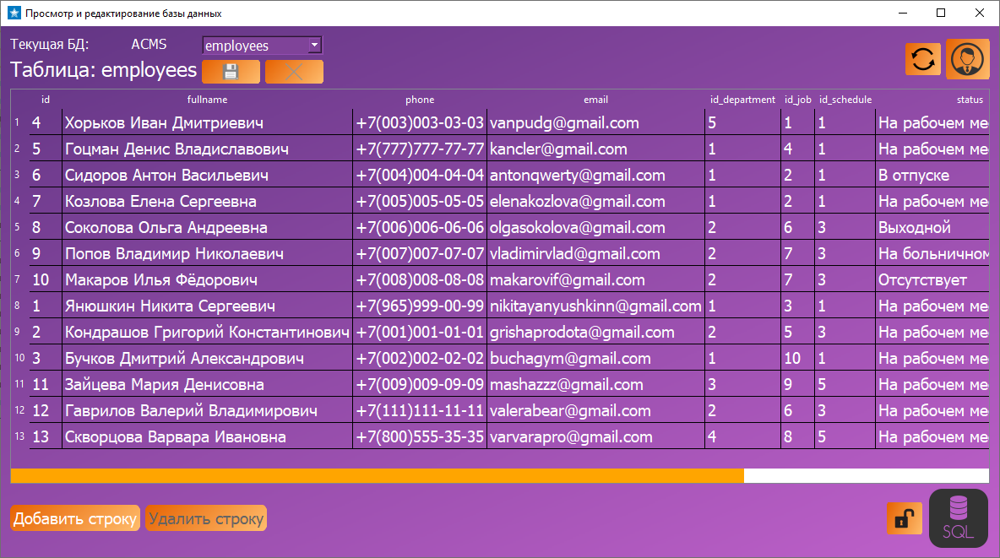 Просмотр и редактирование базы данных
Текущая БД: ACMS employees
Таблица: employees
id fullname phone email id_department id_job id_schedule status
1 4 Хорьков Иван Дмитриевич +7(003)003-03-03 vanpudg@gmail.com 5 1 1 На рабочем ме
2 5 Гоцман Денис Владиславович +7(777)777-77-77 kancler@gmail.com 1 4 1 На рабочем ме
3 6 Сидоров Антон Васильевич +7(004)004-04-04 antonqwerty@gmail.com 1 2 1 В отпуске
4 7 Козлова Елена Сергеевна +7(005)005-05-05 elenakozlova@gmail.com 1 2 1 На рабочем ме
5 8 Соколова Ольга Андреевна +7(006)006-06-06 olgasokolova@gmail.com 2 6 3 Выходной
6 9 Попов Владимир Николаевич +7(007)007-07-07 vladimirvlad@gmail.com 2 7 3 На больничном
7 10 Макаров Илья Фёдорович +7(008)008-08-08 makarovif@gmail.com 2 7 3 Отсутствует
8 1 Янюшкин Никита Сергеевич +7(965)999-00-99 nikitayanyushkinn@gmail.com 1 3 1 На рабочем ме
9 2 Кондрашов Григорий Константинович +7(001)001-01-01 grishaprodota@gmail.com 2 5 3 На рабочем ме
10 3 Бучков Дмитрий Александрович +7(002)002-02-02 buchagym@gmail.com 1 10 1 На рабочем ме
11 11 Зайцева Мария Денисовна +7(009)009-09-09 mashazzz@gmail.com 3 9 5 На рабочем ме
12 12 Гаврилов Валерий Владимирович +7(111)111-11-11 valerabear@gmail.com 2 6 3 На рабочем ме
13 13 Скворцова Варвара Ивановна +7(800)555-35-35 varvarapro@gmail.com 4 8 5 На рабочем ме
Добавить строку Удалить строку
SQL